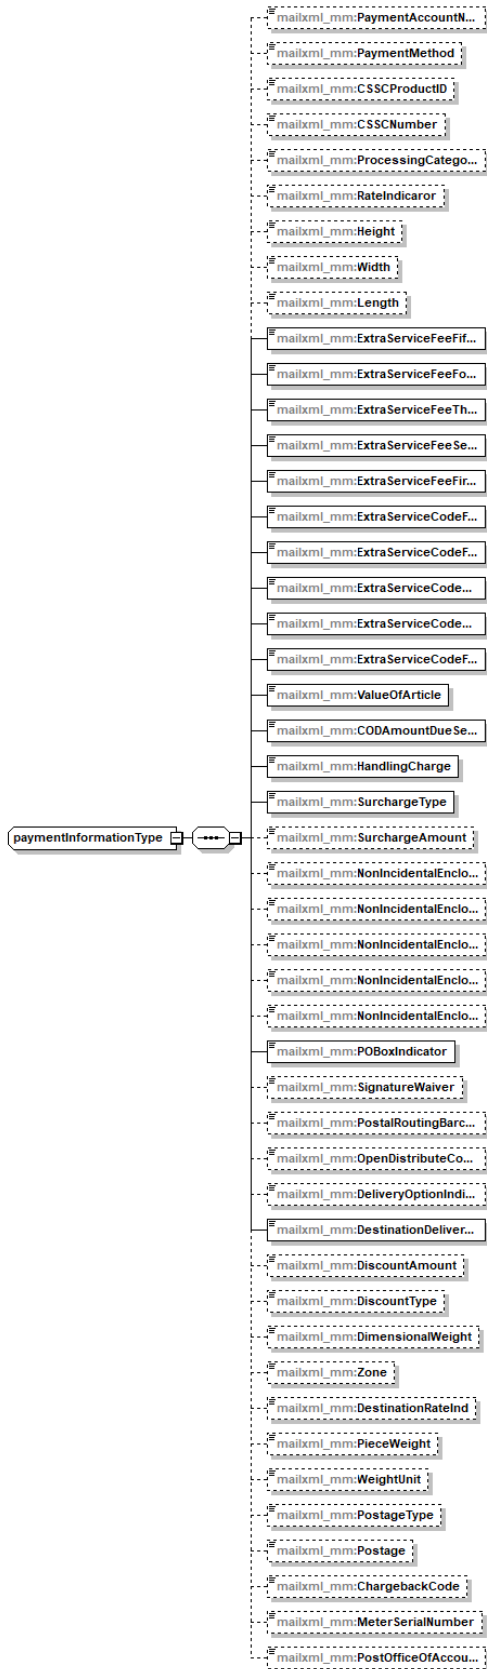 mailxml_mm:PaymentAccountN...
mailxml_mm:PaymentMethod
mailxml_mm:CSSCProductID
mailxml_mm:CSSCNumber
mailxml_mm:ProcessingCatego...
mailxml_mm:RateIndicaror
mailxml_mm:Height
mailxml_mm:Width
mailxml_mm:Length
mailxml_mm:ExtraServiceFeeFif...
mailxml_mm:ExtraServiceFeeFo...
mailxml_mm:ExtraServiceFeeTh...
mailxml_mm:ExtraServiceFeeSe...
mailxml_mm:ExtraServiceFeeFir...
mailxml_mm:ExtraServiceCodeF...
mailxml_mm:ExtraServiceCodeF...
mailxml_mm:ExtraServiceCode...
mailxml_mm:ExtraServiceCode...
mailxml_mm:ExtraServiceCodeF...
mailxml_mm:ValueOfArticle
mailxml_mm:CODAmountDueSe...
mailxml_mm:HandlingCharge
mailxml_mm:SurchargeType
paymentInformationType
mailxml_mm:SurchargeAmount
mailxml_mm:NonIncidentalEnclo...
mailxml_mm:NonIncidentalEnclo...
mailxml_mm:NonIncidentalEnclo...
mailxml_mm:NonIncidentalEnclo...
mailxml_mm:NonIncidentalEnclo...
mailxml_mm:POBoxIndicator
mailxml_mm:SignatureWaiver
mailxml_mm:PostalRoutingBarc...
mailxml_mm:OpenDistributeCo...
mailxml_mm:DeliveryOptionIndi...
mailxml_mm:DestinationDeliver...
mailxml_mm:DiscountAmount
mailxml_mm:DiscountType
mailxml_mm:DimensionalWeight
mailxml_mm:Zone
mailxml_mm:DestinationRateInd
mailxml_mm:PieceWeight
mailxml_mm:WeightUnit
mailxml_mm:PostageType
mailxml_mm:Postage
mailxml_mm:ChargebackCode
mailxml_mm:MeterSerialNumber
mailxml_mm:PostOfficeOfAccou...